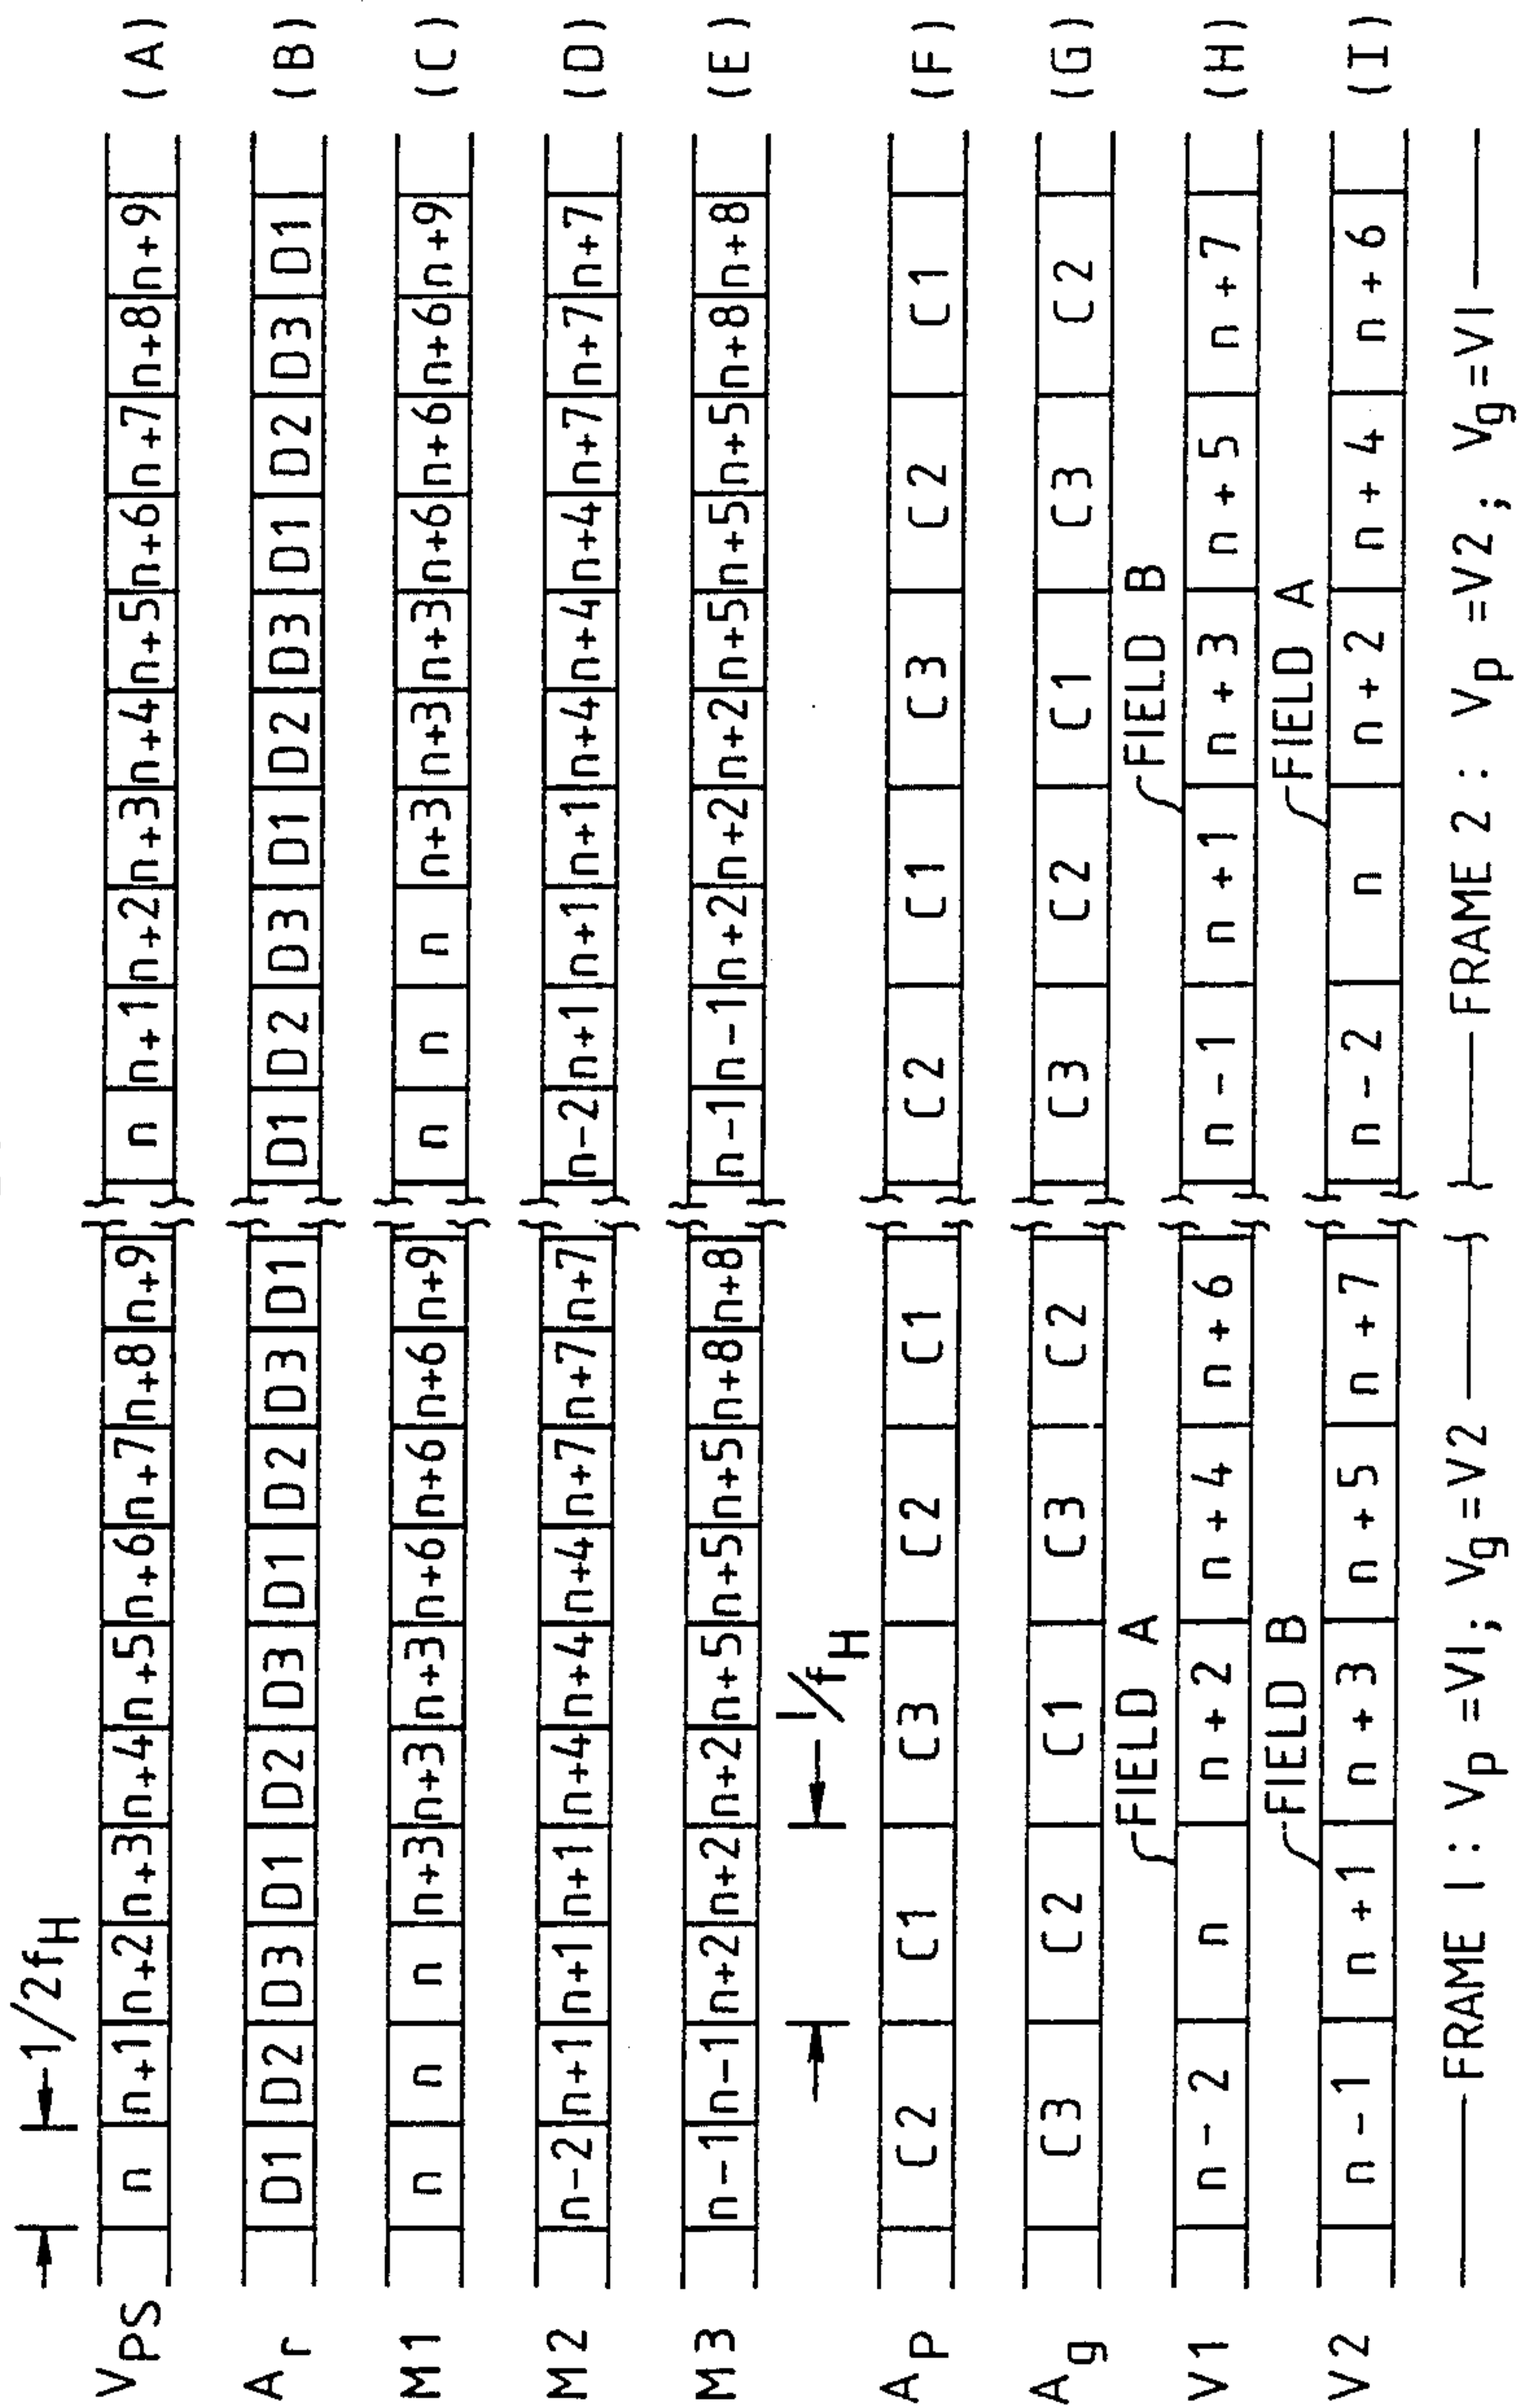 1/2fH
VPS n n+1 n+2 n+3 n+4 n+5 n+6 n+7 n+8 n+9 n n+1 n+2 n+3 n+4 n+5 n+6 n+7 n+8 n+9 (A)
Ar D1 D2 D3 D1 D2 D3 D1 D2 D3 D1 D1 D2 D3 D1 D2 D3 D1 D2 D3 D1 (B)
M1 n n n n+3 n+3 n+3 n+6 n+6 n+6 n+9 n n n n+3 n+3 n+3 n+6 n+6 n+6 n+9 (C)
M2 n-2 n+1 n+1 n+1 n+4 n+4 n+4 n+7 n+7 n+7 n-2 n+1 n+1 n+1 n+4 n+4 n+4 n+7 n+7 n+7 (D)
M3 n-1 n-1 n+2 n+2 n+2 n+5 n+5 n+5 n+8 n+8 n-1 n-1 n+2 n+2 n+2 n+5 n+5 n+5 n+8 n+8 (E)
1/fH
AP C2 C1 C3 C2 C1 C2 C1 C3 C2 C1 (F)
Ag C3 C2 C1 C3 C2 C3 C2 C1 C3 C2 (G)
FIELD A FIELD B
V1 n-2 n n+2 n+4 n+6 n-1 n+1 n+3 n+5 n+7 (H)
FIELD B FIELD A
V2 n-1 n+1 n+3 n+5 n+7 n-2 n n+2 n+4 n+6 (I)
FRAME 1 : Vp =V1; Vg =V2 FRAME 2 : Vp =V2 ; Vg =V1